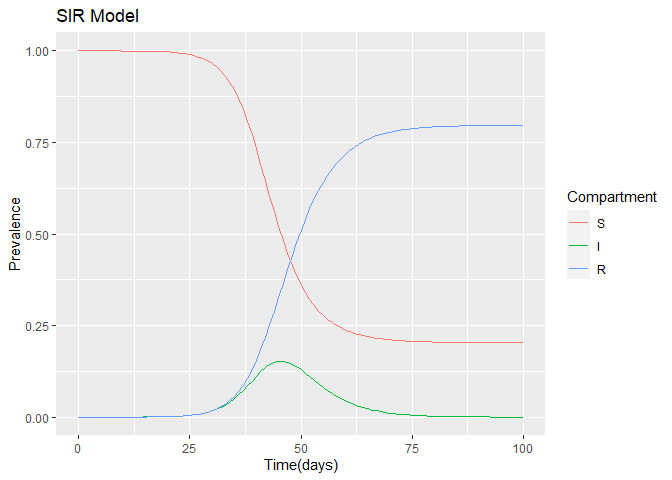 SIR Model
1.00
0.75
0.50
0.25
0.00
Prevalence
0
25
50
75
100
Time(days)
Compartment
S
I
R